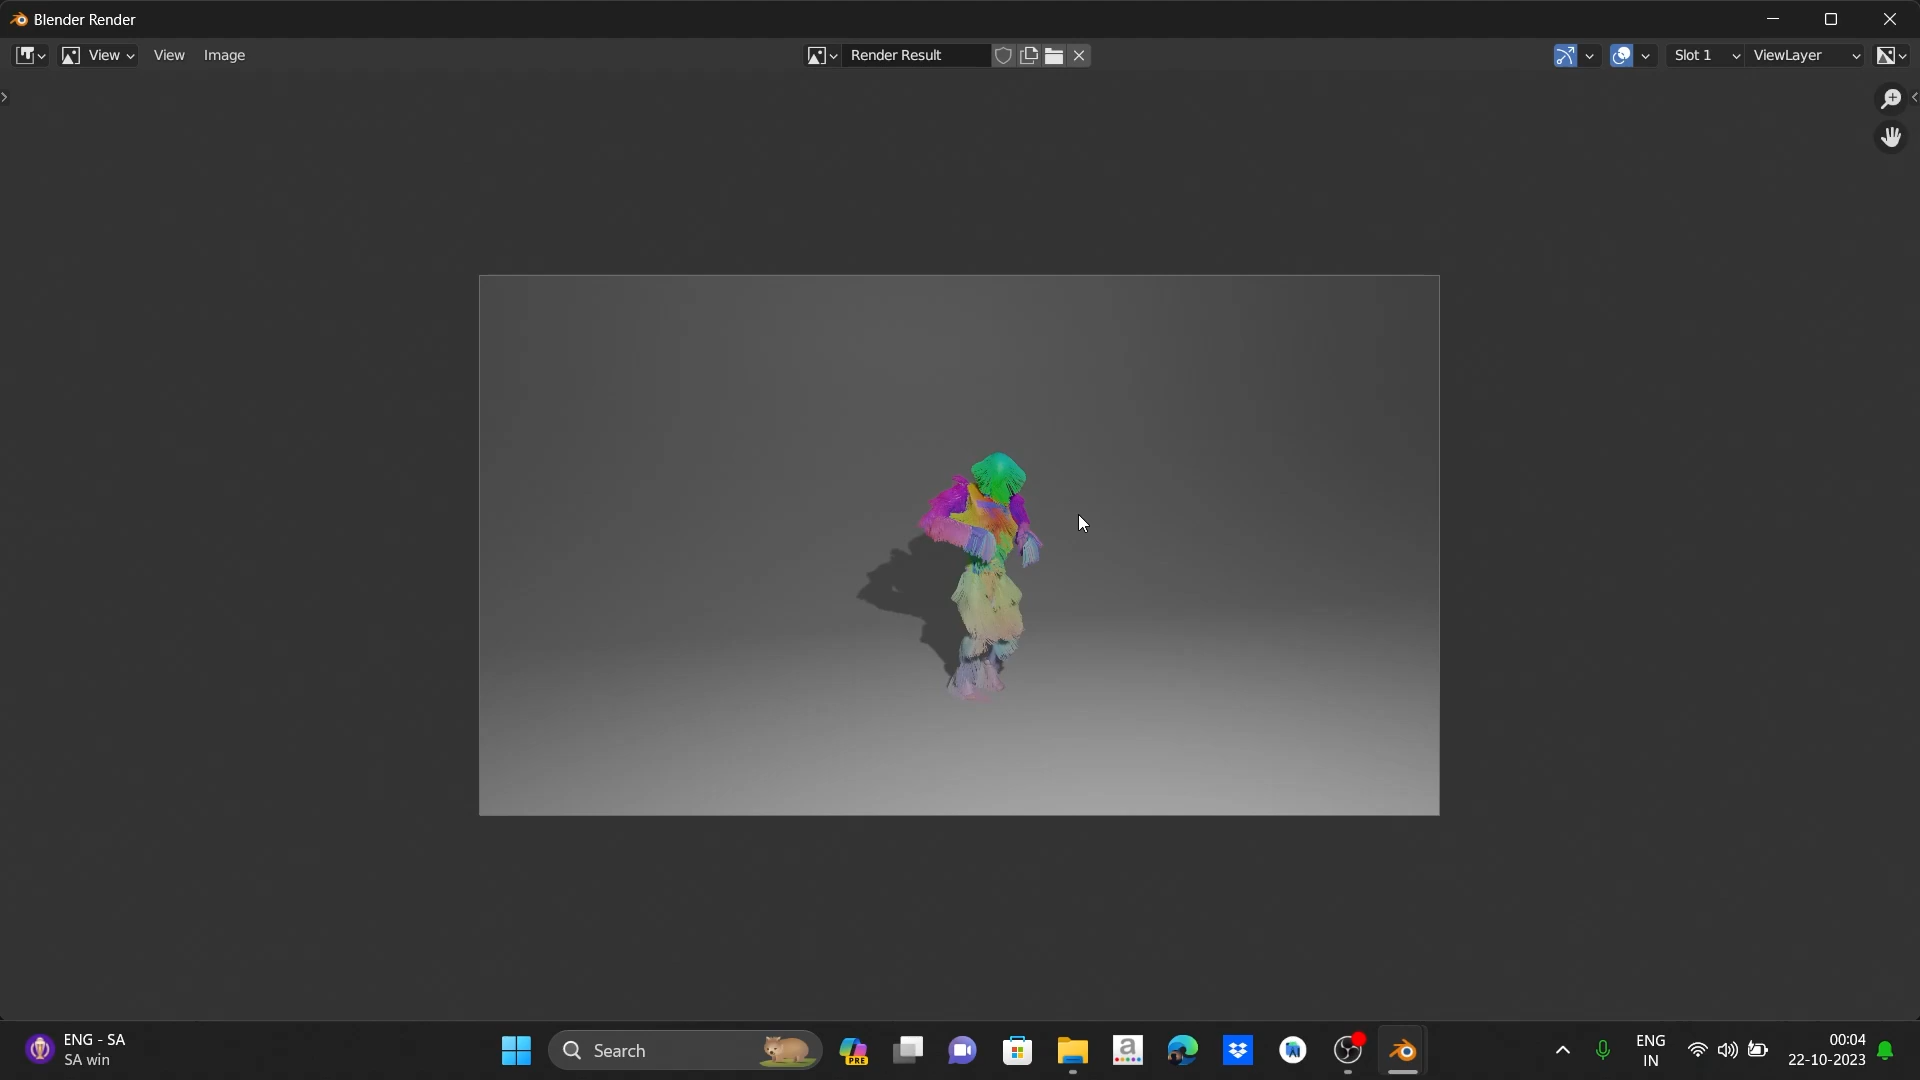 Blender Render
View
View
Image
Render Result
Slot 1
ViewLayer
ENG - SA
SA win
Search
PRE
a
ENG
IN
00:04
22-10-2023